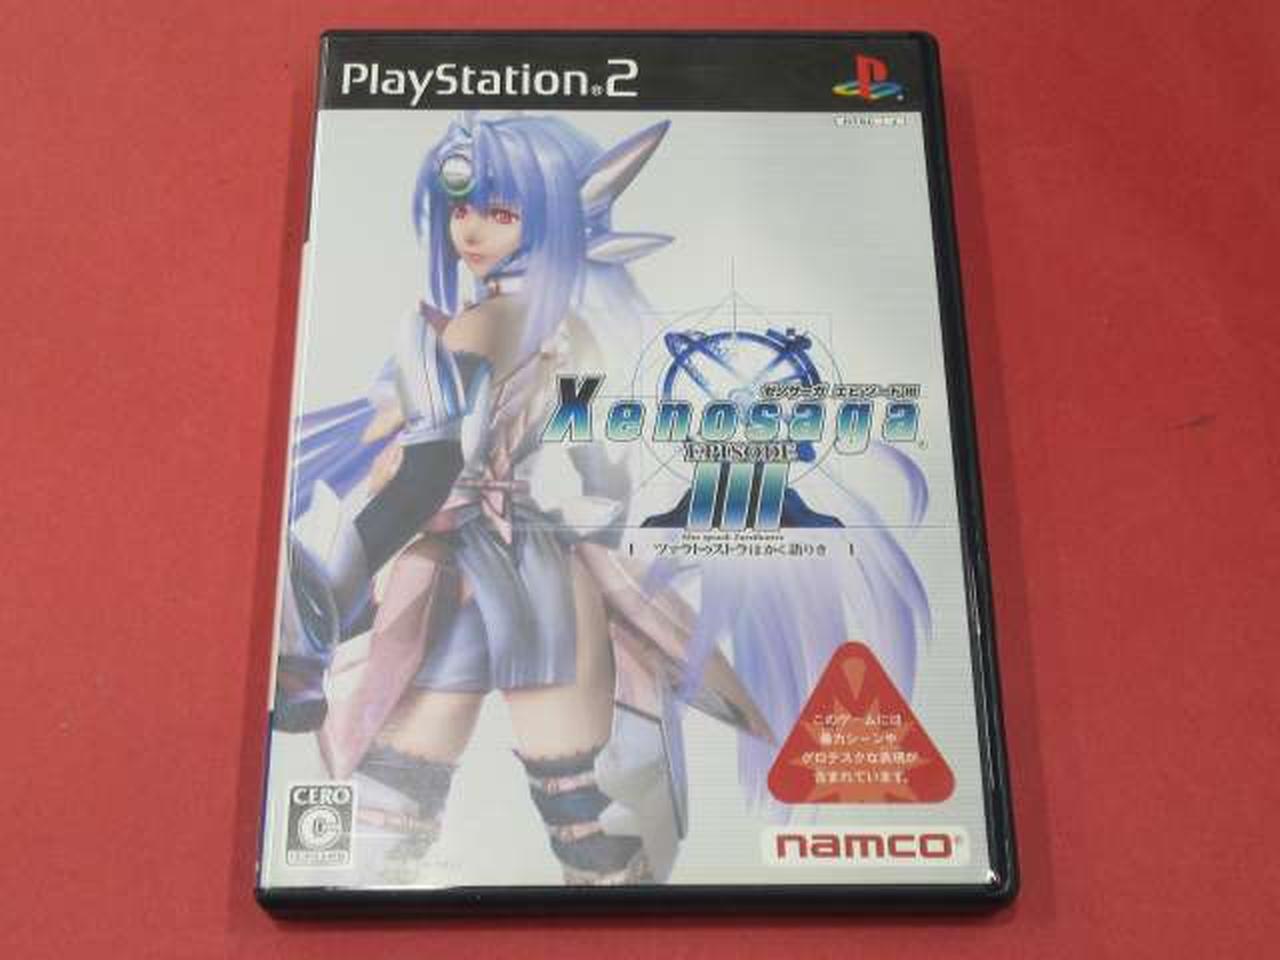 PlayStation®2
ゼノサーガ エピソードIII
Xenosaga
EPISODE
III
Also sprach Zarathustra
ツァラトゥストラはかく語りき
このゲームには
暴力シーンや
グロテスクな表現が
含まれています。
CERO
C
namco®